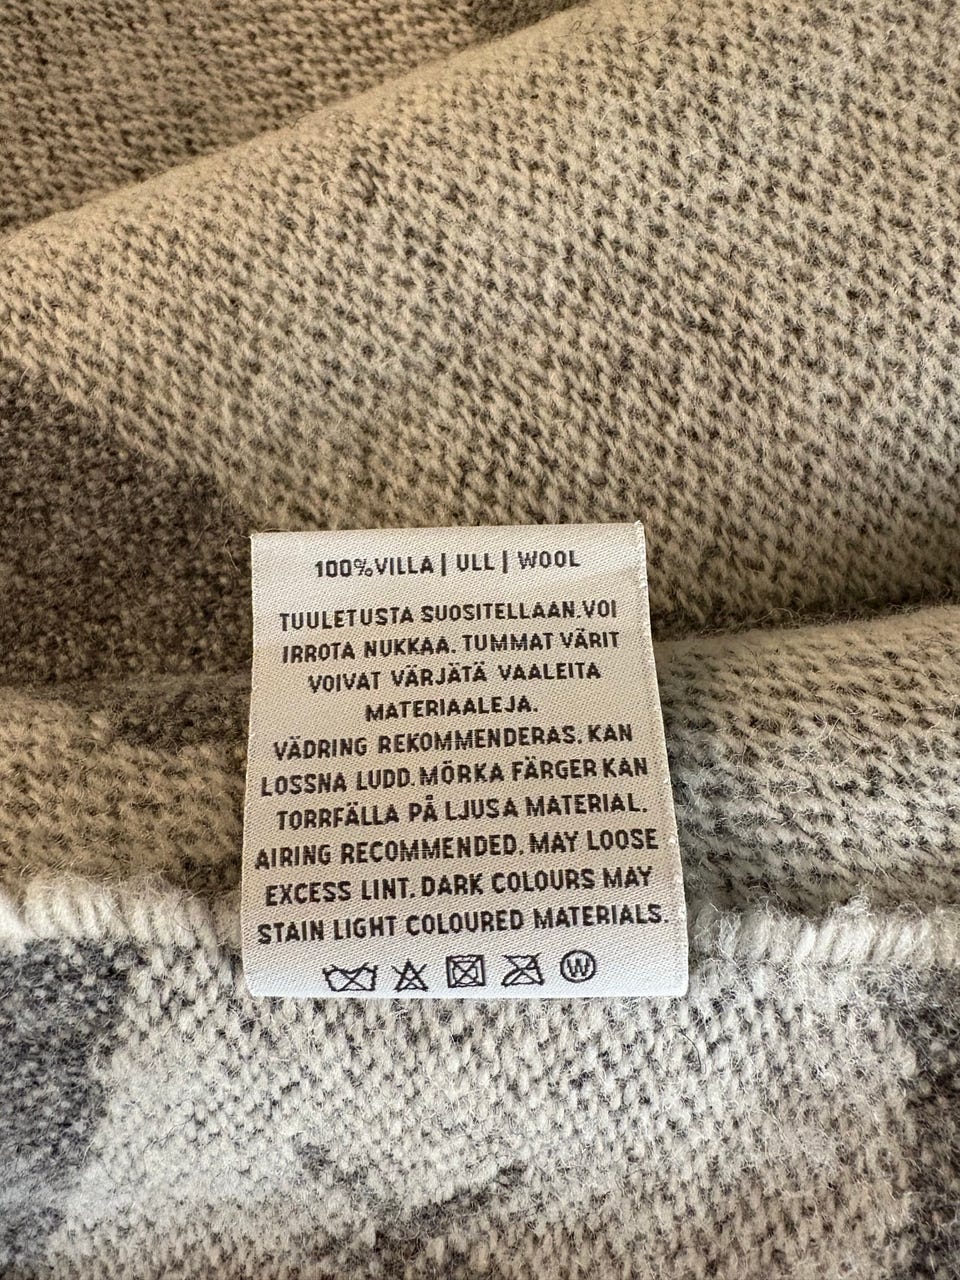 100% VILLA | ULL | WOOL
TUULETUSTA SUOSITELLAAN. VOI
IRROTA NUKKAA. TUMMAT VÄRIT
VOIVAT VÄRJÄTÄ VAALEITA
MATERIAALEJA.
VÄDRING REKOMMENDERAS. KAN
LOSSNA LUDD. MÖRKA FÄRGER KAN
TORRFÄLLA PÅ LJUSA MATERIAL.
AIRING RECOMMENDED. MAY LOOSE
EXCESS LINT. DARK COLOURS MAY
STAIN LIGHT COLOURED MATERIALS.
W